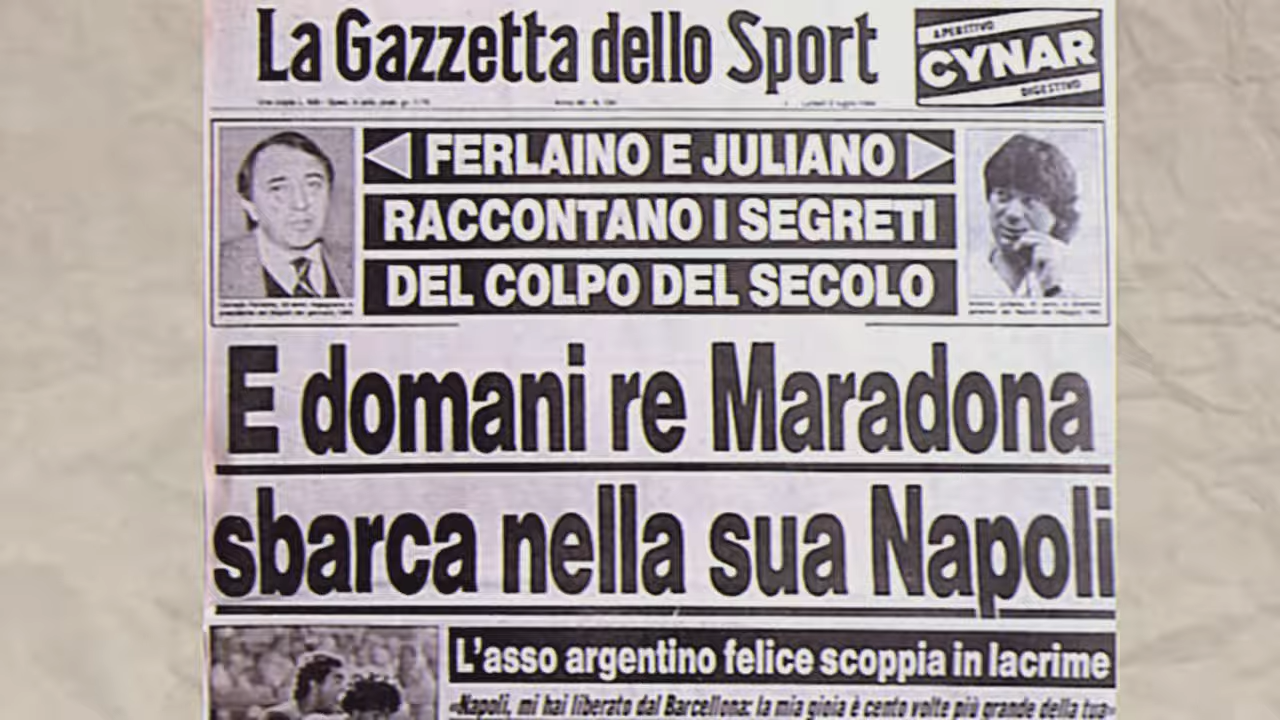 La Gazzetta dello Sport
APERITIVO
CYNAR
DIGESTIVO
FERLAINO E JULIANO
RACCONTANO I SEGRETI
DEL COLPO DEL SECOLO
E domani re Maradona
sbarca nella sua Napoli
L'asso argentino felice scoppia in lacrime
«Napoli, mi hai liberato dal Barcellona: la mia gioia è cento volte più grande della tua»